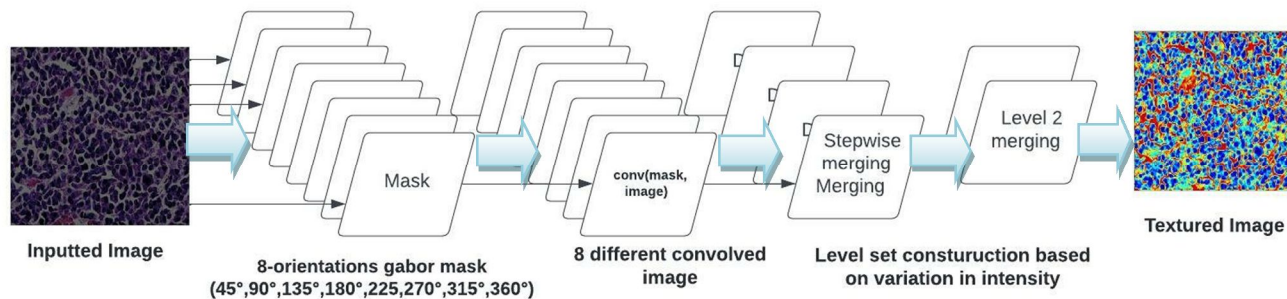 D
D
D
Mask
conv(mask,
image)
Stepwise
merging
Merging
Level 2
merging
Inputted Image
8-orientations gabor mask
(45°,90°,135°,180°,225,270°,315°,360°)
8 different convolved
image
Level set consturuction based
on variation in intensity
Textured Image